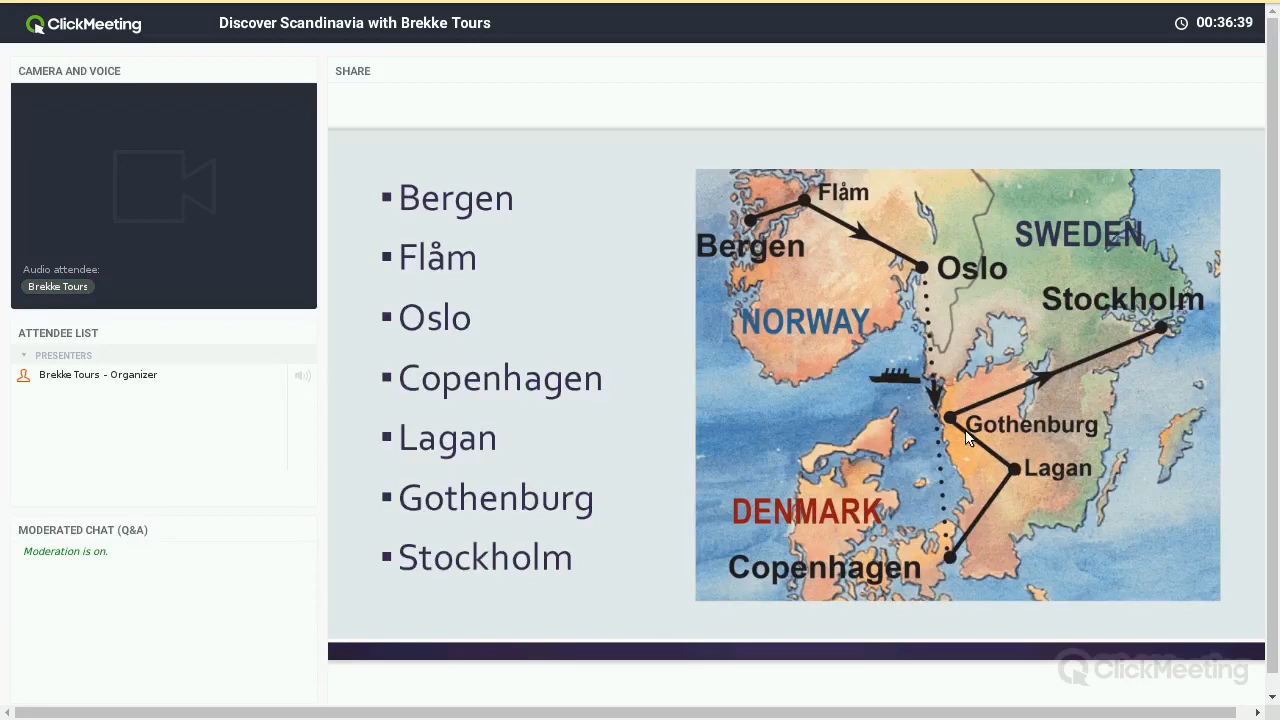 ClickMeeting
Discover Scandinavia with Brekke Tours
00:36:39
CAMERA AND VOICE
Audio attendee:
Brekke Tours
ATTENDEE LIST
PRESENTERS
Brekke Tours - Organizer
MODERATED CHAT (Q&A)
Moderation is on.
SHARE
▪ Bergen
▪ Flåm
▪ Oslo
▪ Copenhagen
▪ Lagan
▪ Gothenburg
▪ Stockholm
Flåm
Bergen
SWEDEN
Oslo
Stockholm
NORWAY
Gothenburg
Lagan
DENMARK
Copenhagen
ClickMeeting